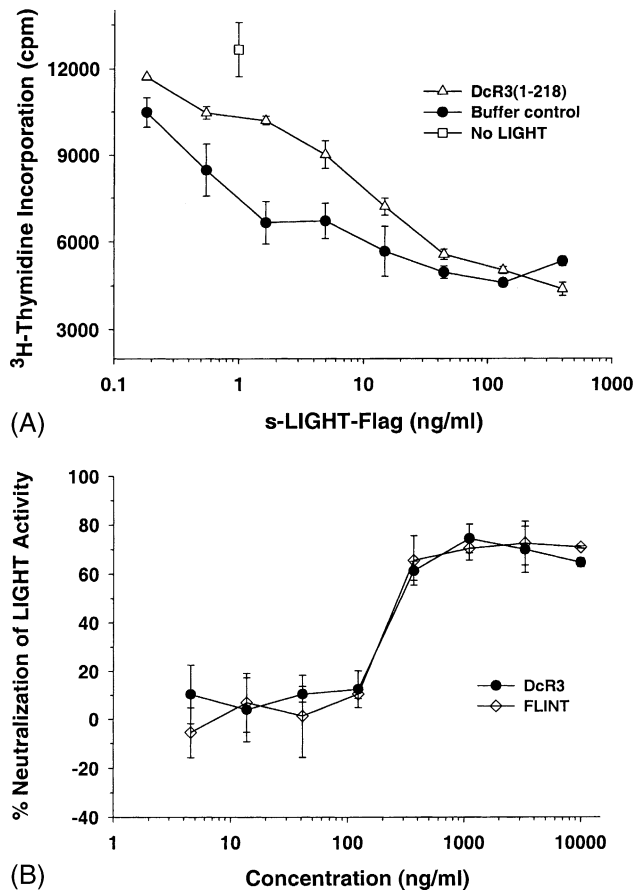 (A)
³H-Thymidine Incorporation (cpm)
12000
9000
6000
3000
DcR3(1-218)
Buffer control
No LIGHT
0.1
1
10
100
1000
s-LIGHT-Flag (ng/ml)
(B)
% Neutralization of LIGHT Activity
100
80
60
40
20
0
-20
-40
DcR3
FLINT
1
10
100
1000
10000
Concentration (ng/ml)